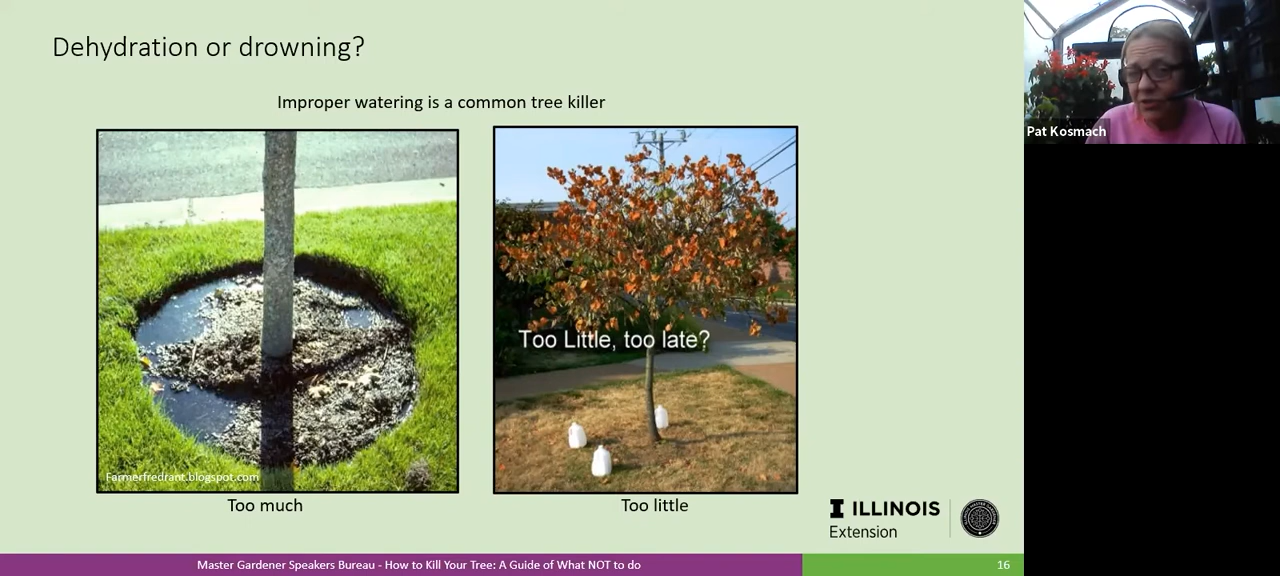 Dehydration or drowning?
Improper watering is a common tree killer
Pat Kosmach
Too Little, too late?
Farmerfredrant.blogspot.com
Too much
Too little
ILLINOIS
Extension
Master Gardener Speakers Bureau - How to Kill Your Tree: A Guide of What NOT to do
16